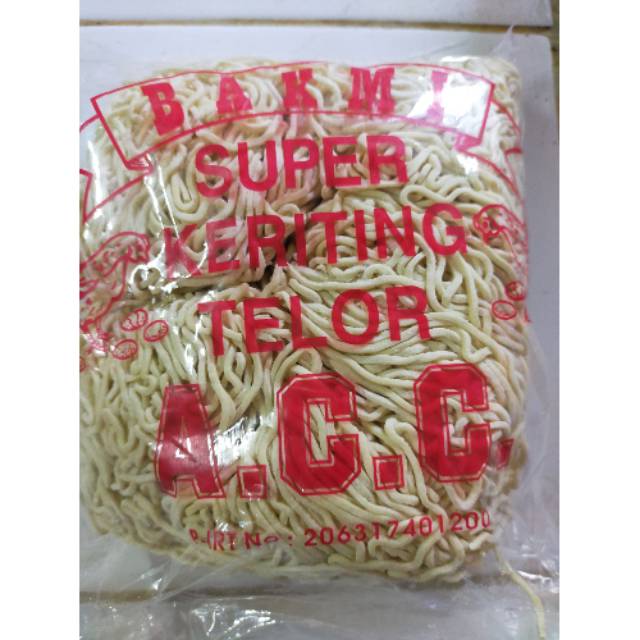 BAKMI
SUPER
KERITING
TELOR
A.C.C.
P-IRT No : 206317401200